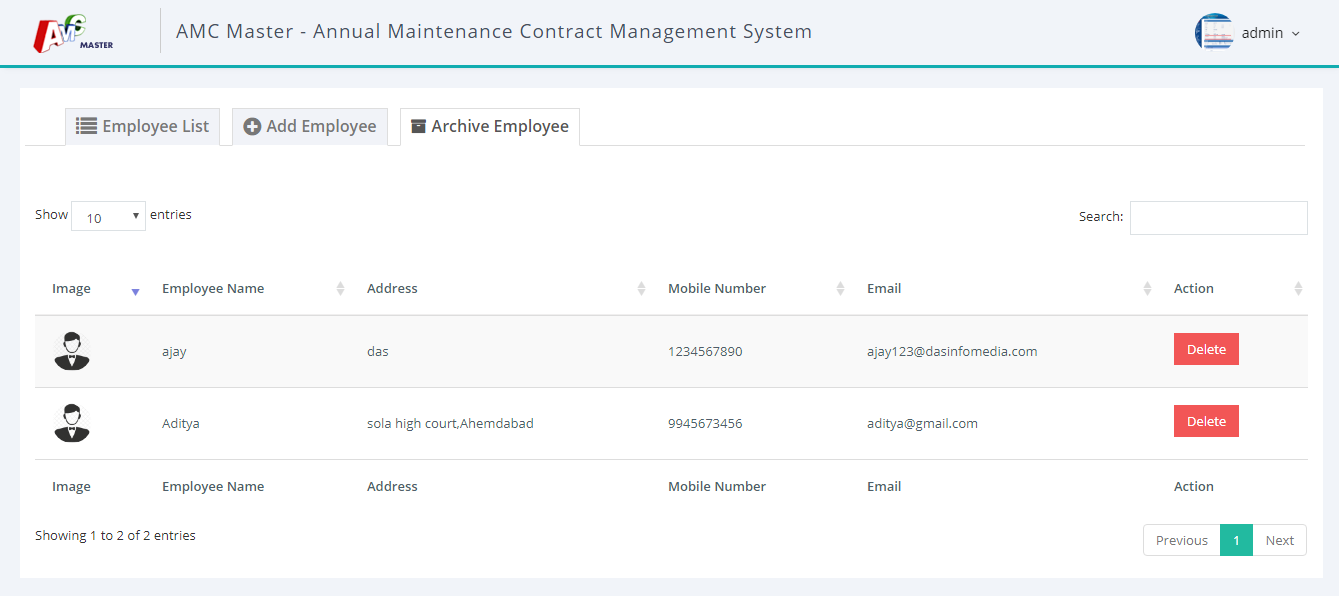 AMC MASTER
AMC Master - Annual Maintenance Contract Management System
admin
Employee List Add Employee Archive Employee
Show 10 entries Search:
Image Employee Name Address Mobile Number Email Action
ajay das 1234567890 ajay123@dasinfomedia.com Delete
Aditya sola high court,Ahemdabad 9945673456 aditya@gmail.com Delete
Image Employee Name Address Mobile Number Email Action
Showing 1 to 2 of 2 entries Previous 1 Next